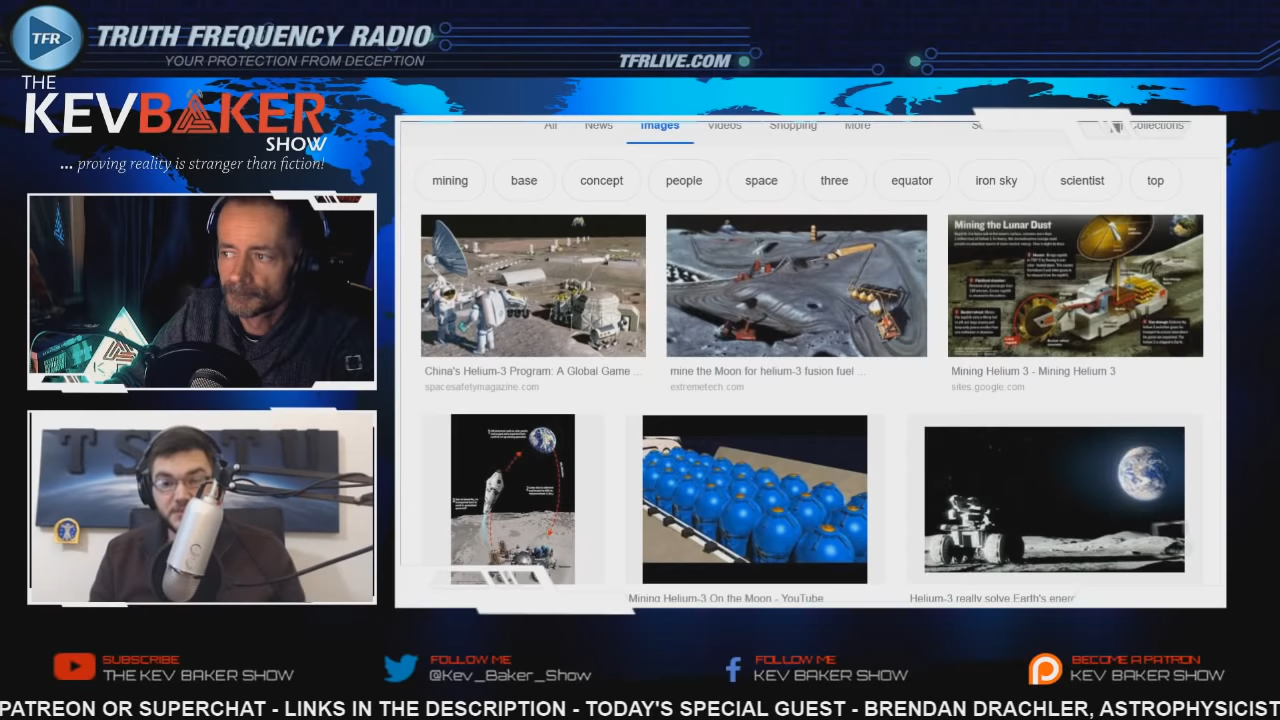 TFR
TRUTH FREQUENCY RADIO
YOUR PROTECTION FROM DECEPTION
TFRLIVE.COM
THE
KEVBAKER
SHOW
... proving reality is stranger than fiction!
All News Images Videos Shopping More Collections
mining base concept people space three equator iron sky scientist top
Mining the Lunar Dust
China's Helium-3 Program: A Global Game ...
spacesafetymagazine.com
mine the Moon for helium-3 fusion fuel ...
extremetech.com
Mining Helium 3 - Mining Helium 3
sites.google.com
Mining Helium-3 On the Moon - YouTube
Helium-3 really solve Earth's energ
SUBSCRIBE
THE KEV BAKER SHOW
FOLLOW ME
@Kev_Baker_Show
FOLLOW ME
KEV BAKER SHOW
BECOME A PATRON
KEV BAKER SHOW
PATREON OR SUPERCHAT - LINKS IN THE DESCRIPTION - TODAY'S SPECIAL GUEST - BRENDAN DRACHLER, ASTROPHYSICIST